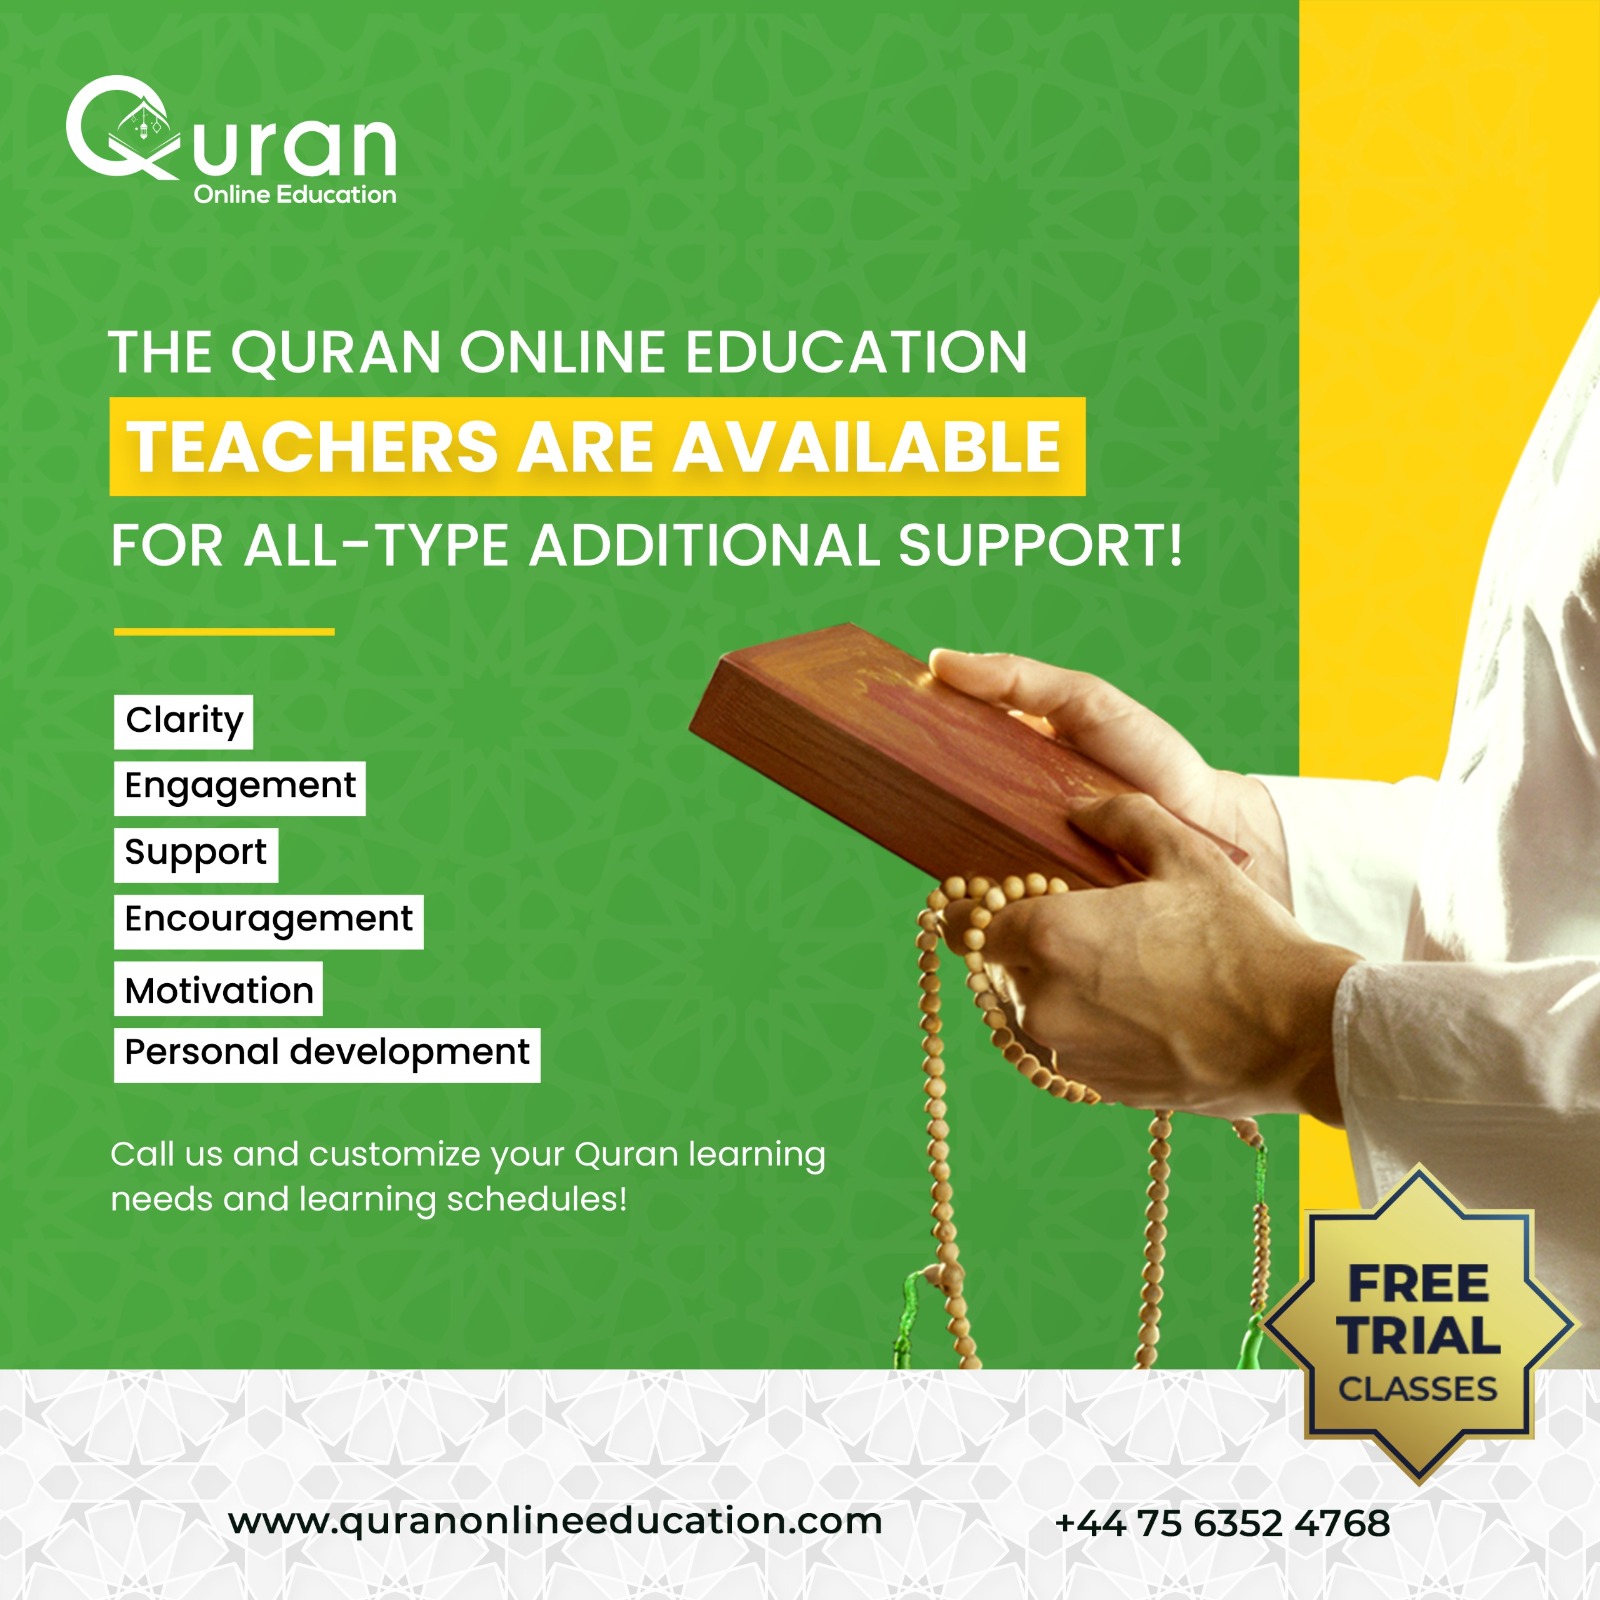 Quran
Online Education
THE QURAN ONLINE EDUCATION
TEACHERS ARE AVAILABLE
FOR ALL-TYPE ADDITIONAL SUPPORT!
Clarity
Engagement
Support
Encouragement
Motivation
Personal development
Call us and customize your Quran learning
needs and learning schedules!
FREE
TRIAL
CLASSES
www.quranonlineeducation.com
+44 75 6352 4768